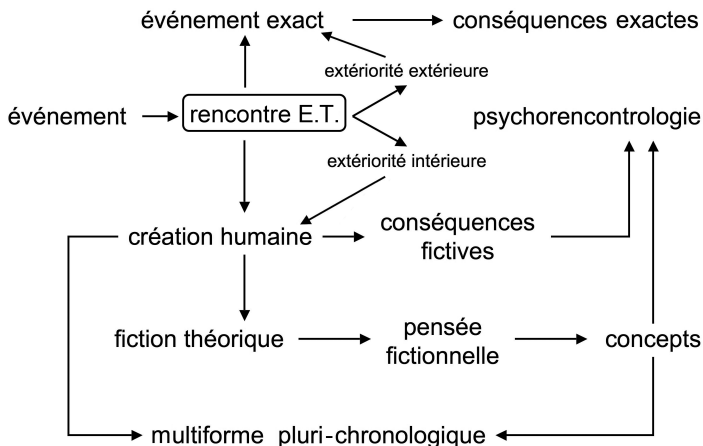 événement exact
conséquences exactes
extériorité extérieure
événement
rencontre E.T.
psychorencontrologie
extériorité intérieure
création humaine
conséquences
fictives
fiction théorique
pensée
fictionnelle
concepts
multiforme pluri-chronologique